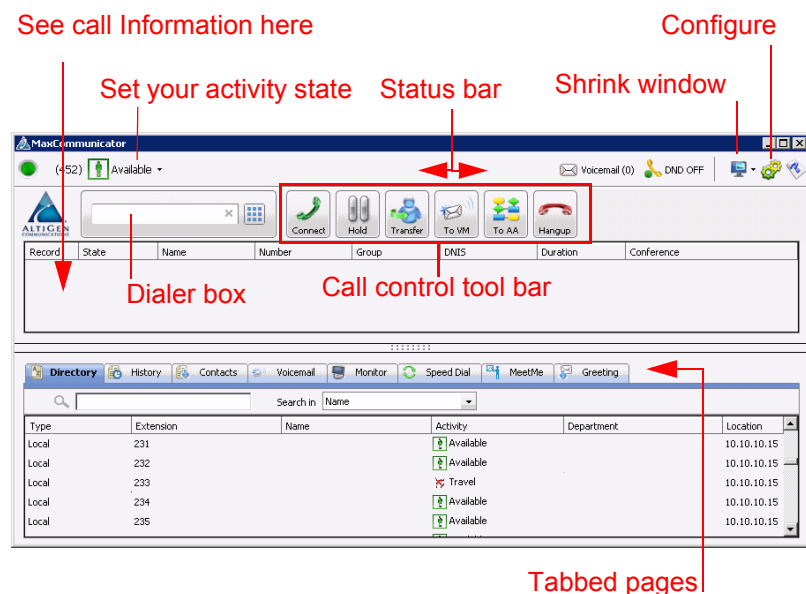 See call Information here
Configure
Set your activity state
Status bar
Shrink window
MaxCommunicator
(452) Available
Voicemail (0) DND OFF
ALTIGEN
COMMUNICATIONS
Connect Hold Transfer To VM To AA Hangup
Record State Name Number Group DNIS Duration Conference
Dialer box
Call control tool bar
Directory History Contacts Voicemail Monitor Speed Dial MeetMe Greeting
Search in Name
Type Extension Name Activity Department Location
Local 231 Available 10.10.10.15
Local 232 Available 10.10.10.15
Local 233 Travel 10.10.10.15
Local 234 Available 10.10.10.15
Local 235 Available 10.10.10.15
Tabbed pages